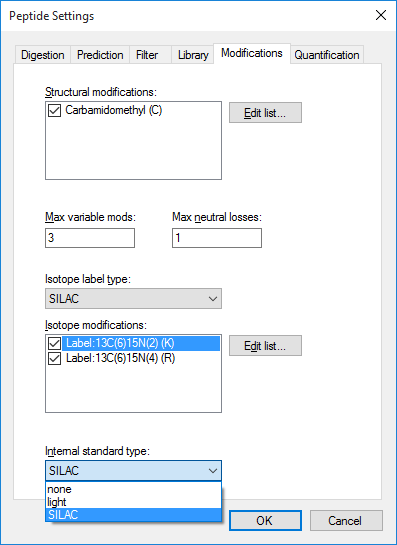 Peptide Settings
Digestion Prediction Filter Library Modifications Quantification
Structural modifications:
Carbamidomethyl (C)
Edit list...
Max variable mods: Max neutral losses:
3 1
Isotope label type:
SILAC
Isotope modifications:
Label:13C(6)15N(2) (K)
Edit list...
Label:13C(6)15N(4) (R)
Internal standard type:
SILAC
none
light
SILAC
OK Cancel